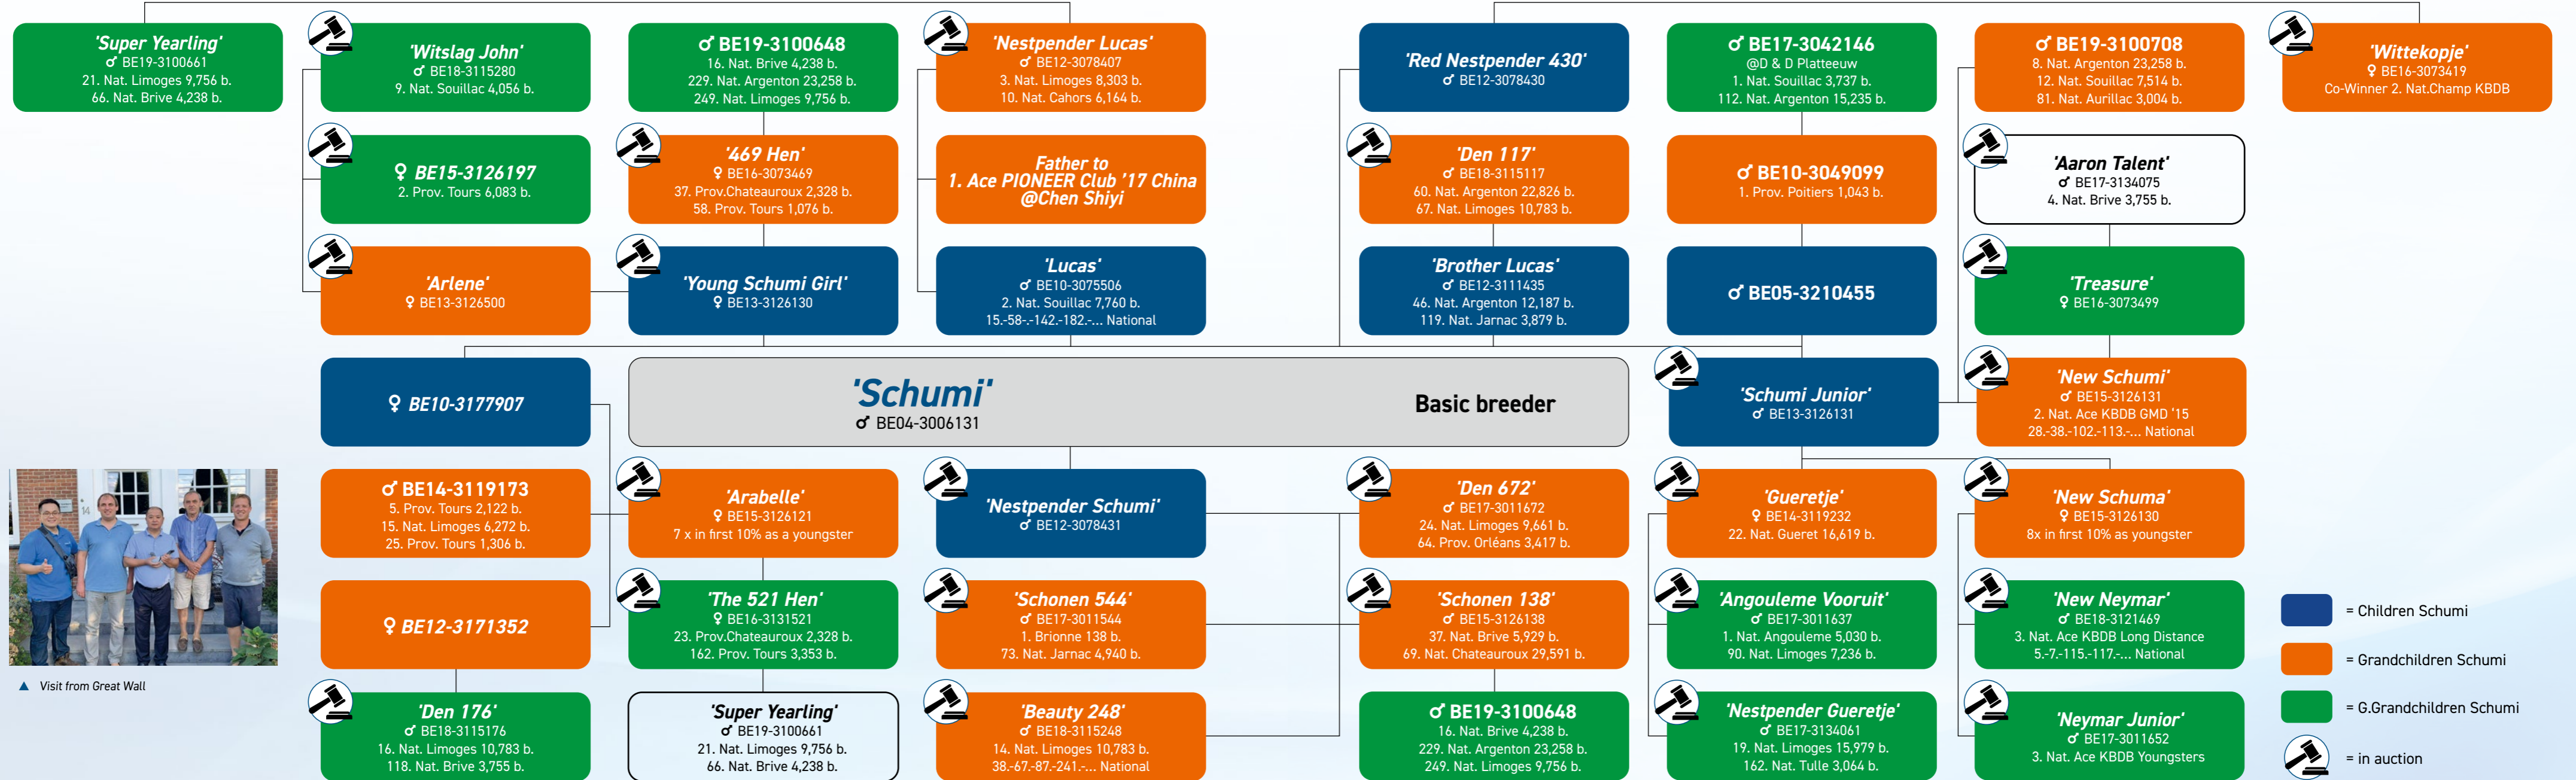 'Super Yearling'
♂ BE19-3100661
21. Nat. Limoges 9,756 b.
66. Nat. Brive 4,238 b.
'Witslag John'
♂ BE18-3115280
9. Nat. Souillac 4,056 b.
♂ BE19-3100648
16. Nat. Brive 4,238 b.
229. Nat. Argenton 23,258 b.
249. Nat. Limoges 9,756 b.
'Nestpender Lucas'
♂ BE12-3078407
3. Nat. Limoges 8,303 b.
10. Nat. Cahors 6,164 b.
'Red Nestpender 430'
♂ BE12-3078430
♂ BE17-3042146
@D & D Platteeuw
1. Nat. Souillac 3,737 b.
112. Nat. Argenton 15,235 b.
♂ BE19-3100708
8. Nat. Argenton 23,258 b.
12. Nat. Souillac 7,514 b.
81. Nat. Aurillac 3,004 b.
'Wittekopje'
♀ BE16-3073419
Co-Winner 2. Nat.Champ KBDB
♀ BE15-3126197
2. Prov. Tours 6,083 b.
'469 Hen'
♀ BE16-3073469
37. Prov.Chateauroux 2,328 b.
58. Prov. Tours 1,076 b.
Father to
1. Ace PIONEER Club '17 China
@Chen Shiyi
'Den 117'
♂ BE18-3115117
60. Nat. Argenton 22,826 b.
67. Nat. Limoges 10,783 b.
♂ BE10-3049099
1. Prov. Poitiers 1,043 b.
'Aaron Talent'
♂ BE17-3134075
4. Nat. Brive 3,755 b.
'Arlene'
♀ BE13-3126500
'Young Schumi Girl'
♀ BE13-3126130
'Lucas'
♂ BE10-3075506
2. Nat. Souillac 7,760 b.
15.-58-.-142.-182.-... National
'Brother Lucas'
♂ BE12-3111435
46. Nat. Argenton 12,187 b.
119. Nat. Jarnac 3,879 b.
♂ BE05-3210455
'Treasure'
♀ BE16-3073499
♀ BE10-3177907
'Schumi'
♂ BE04-3006131
Basic breeder
'Schumi Junior'
♂ BE13-3126131
'New Schumi'
♂ BE15-3126131
2. Nat. Ace KBDB GMD '15
28.-38.-102.-113.-... National
♂ BE14-3119173
5. Prov. Tours 2,122 b.
15. Nat. Limoges 6,272 b.
25. Prov. Tours 1,306 b.
'Arabelle'
♀ BE15-3126121
7 x in first 10% as a youngster
'Nestpender Schumi'
♂ BE12-3078431
'Den 672'
♂ BE17-3011672
24. Nat. Limoges 9,661 b.
64. Prov. Orléans 3,417 b.
'Gueretje'
♀ BE14-3119232
22. Nat. Gueret 16,619 b.
'New Schuma'
♀ BE15-3126130
8x in first 10% as youngster
♀ BE12-3171352
'The 521 Hen'
♀ BE16-3131521
23. Prov.Chateauroux 2,328 b.
162. Prov. Tours 3,353 b.
'Schonen 544'
♂ BE17-3011544
1. Brionne 138 b.
73. Nat. Jarnac 4,940 b.
'Schonen 138'
♂ BE15-3126138
37. Nat. Brive 5,929 b.
69. Nat. Chateauroux 29,591 b.
'Angouleme Vooruit'
♂ BE17-3011637
1. Nat. Angouleme 5,030 b.
90. Nat. Limoges 7,236 b.
'New Neymar'
♂ BE18-3121469
3. Nat. Ace KBDB Long Distance
5.-7.-115.-117.-... National
= Children Schumi
= Grandchildren Schumi
▲ Visit from Great Wall
'Den 176'
♂ BE18-3115176
16. Nat. Limoges 10,783 b.
118. Nat. Brive 3,755 b.
'Super Yearling'
♂ BE19-3100661
21. Nat. Limoges 9,756 b.
66. Nat. Brive 4,238 b.
'Beauty 248'
♂ BE18-3115248
14. Nat. Limoges 10,783 b.
38.-67.-87.-241.-... National
♂ BE19-3100648
16. Nat. Brive 4,238 b.
229. Nat. Argenton 23,258 b.
249. Nat. Limoges 9,756 b.
'Nestpender Gueretje'
♂ BE17-3134061
19. Nat. Limoges 15,979 b.
162. Nat. Tulle 3,064 b.
'Neymar Junior'
♂ BE17-3011652
3. Nat. Ace KBDB Youngsters
= G.Grandchildren Schumi
= in auction
14